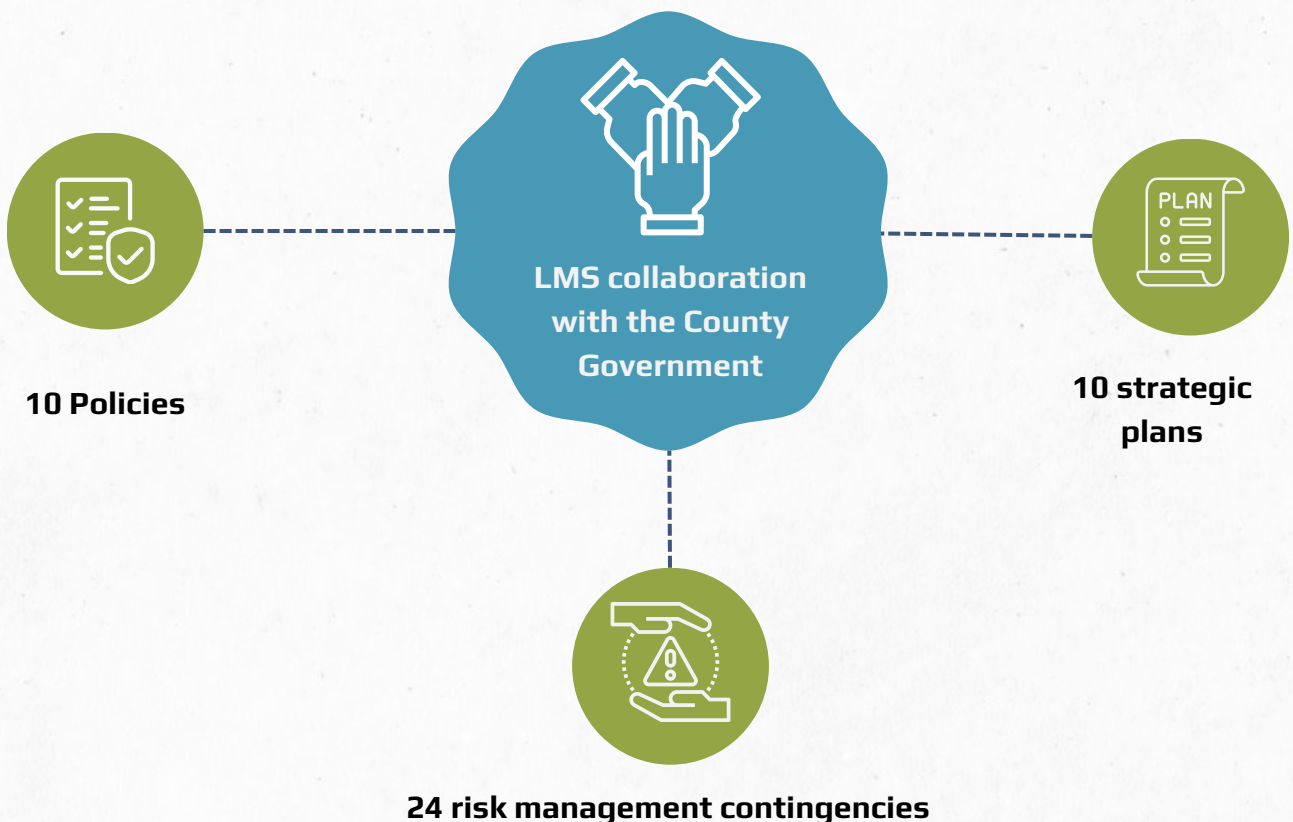 LMS collaboration
with the County
Government
10 Policies
PLAN
10 strategic
plans
24 risk management contingencies